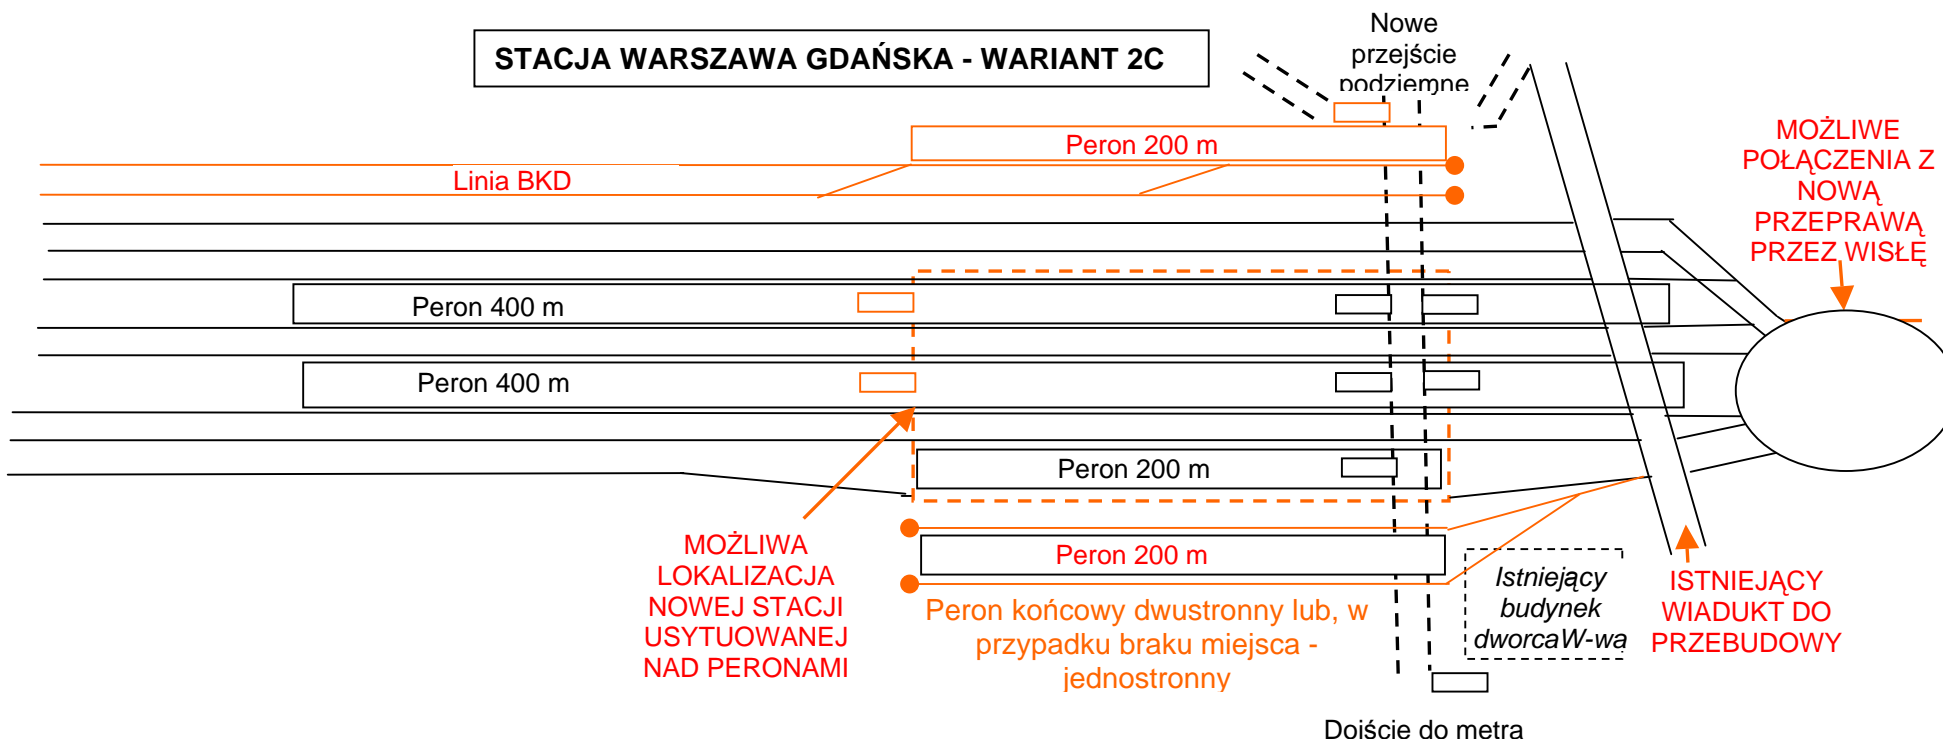 STACJA WARSZAWA GDAŃSKA - WARIANT 2C
Nowe
przejście
podziemne
Peron 200 m
Linia BKD
MOŻLIWE
POŁĄCZENIA Z
NOWĄ
PRZEPRAWĄ
PRZEZ WISŁĘ
Peron 400 m
Peron 400 m
Peron 200 m
Peron 200 m
MOŻLIWA
LOKALIZACJA
NOWEJ STACJI
USYTUOWANEJ
NAD PERONAMI
Peron końcowy dwustronny lub, w
przypadku braku miejsca -
jednostronny
Istniejący
budynek
dworcaW-wa
ISTNIEJĄCY
WIADUKT DO
PRZEBUDOWY
Dojście do metra